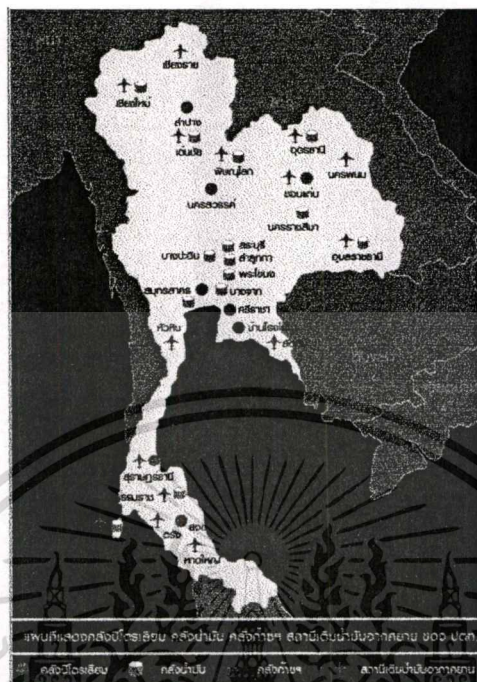 เชียงราย
เชียงใหม่
ลำปาง
เด่นชัย
พิษณุโลก
อุดรธานี
นครพนม
ขอนแก่น
นครสวรรค์
นครราชสีมา
อุบลราชธานี
สระบุรี
บางปะอิน
ลำลูกกา
พระโขนง
สมุทรสาคร
บางจาก
ศรีราชา
หัวหิน
สุราษฎร์ธานี
ตรัง
หาดใหญ่
แผนที่แสดงคลังปิโตรเลียม คลังน้ำมัน คลังก๊าซฯ สถานีเติมน้ำมันอากาศยาน ของ ปตท.
คลังปิโตรเลียม คลังน้ำมัน คลังก๊าซฯ สถานีเติมน้ำมันอากาศยาน